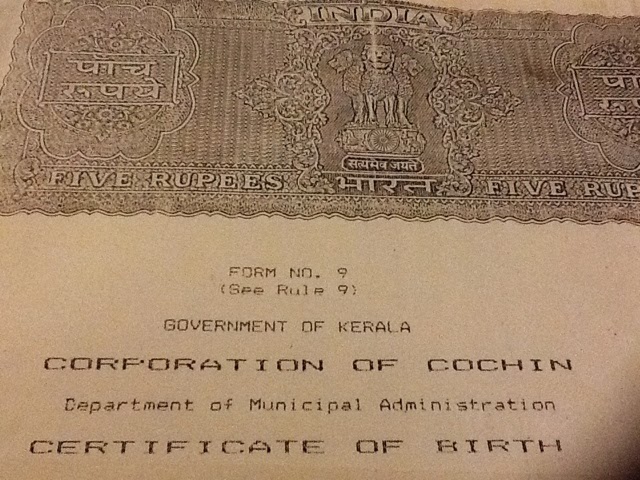 INDIA
पाँच
रुपये
पाँ
रुपये
सत्यमेव जयते
FIVE RUPEES
भारत
FIVE RUP
FORM NO. 9
(See Rule 9)
GOVERNMENT OF KERALA
CORPORATION OF COCHIN
Department of Municipal Administration
CERTIFICATE OF BIRTH